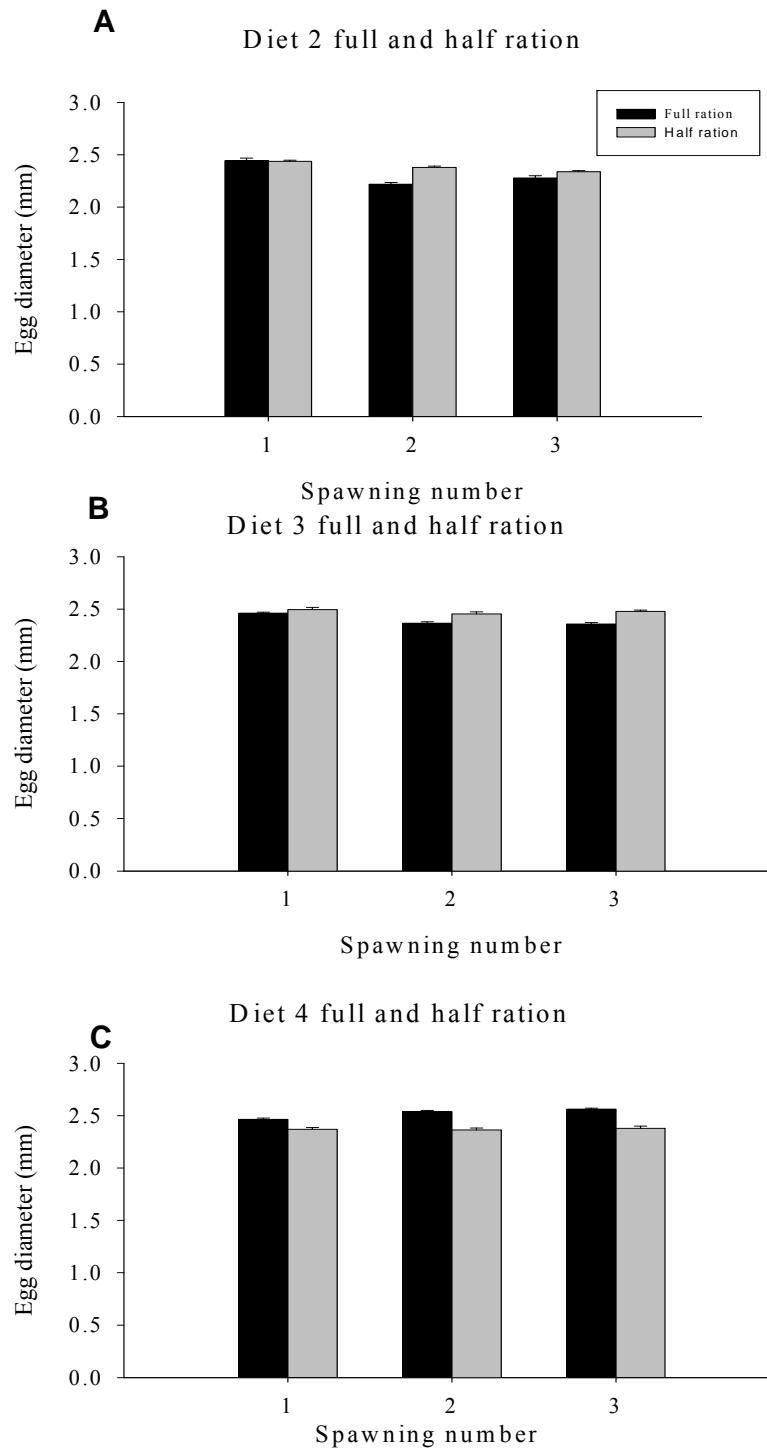 A
Diet 2 full and half ration
Full ration
Half ration
3.0
2.5
2.0
1.5
1.0
0.5
0.0
Egg diameter (mm)
1 2 3
Spawning number
B
Diet 3 full and half ration
3.0
2.5
2.0
1.5
1.0
0.5
0.0
Egg diameter (mm)
1 2 3
Spawning number
Diet 4 full and half ration
C
3.0
2.5
2.0
1.5
1.0
0.5
0.0
Egg diameter (mm)
1 2 3
Spawning number